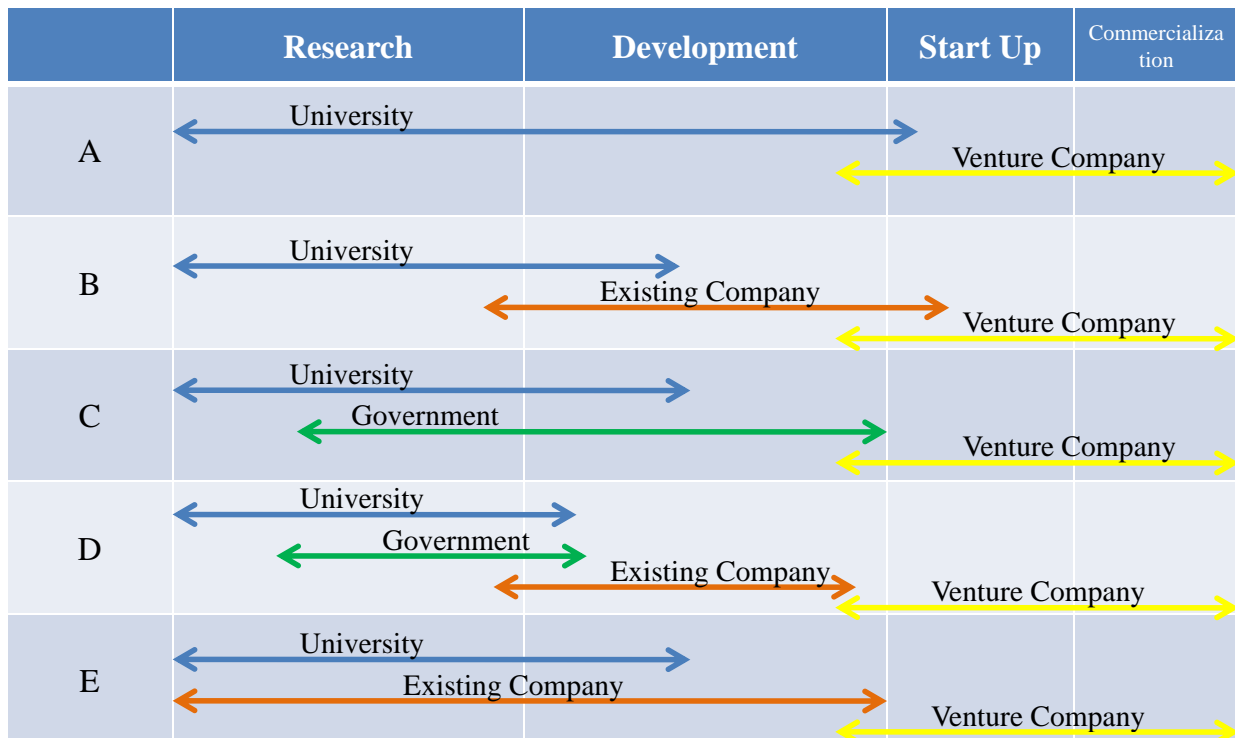 Research
Development
Start Up
Commercializa
tion
A
University
Venture Company
B
University
Existing Company
Venture Company
C
University
Government
Venture Company
D
University
Government
Existing Company
Venture Company
E
University
Existing Company
Venture Company